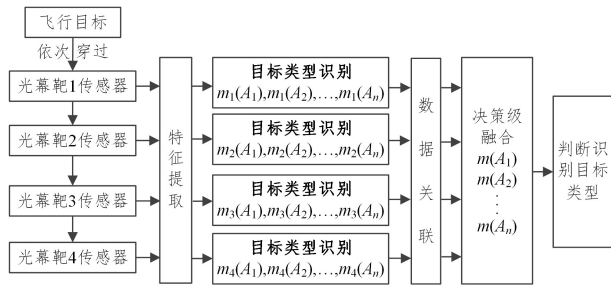 飞行目标
依次 穿过
光幕靶1传感器
光幕靶2传感器
光幕靶3传感器
光幕靶4传感器
特征提取
目标类型识别
m₁(A₁),m₁(A₂),…,m₁(Aₙ)
目标类型识别
m₂(A₁),m₂(A₂),…,m₂(Aₙ)
目标类型识别
m₃(A₁),m₃(A₂),…,m₃(Aₙ)
目标类型识别
m₄(A₁),m₄(A₂),…,m₄(Aₙ)
数据关联
决策级
融合
m(A₁)
m(A₂)
⋮
m(Aₙ)
判断识
别目标
类型